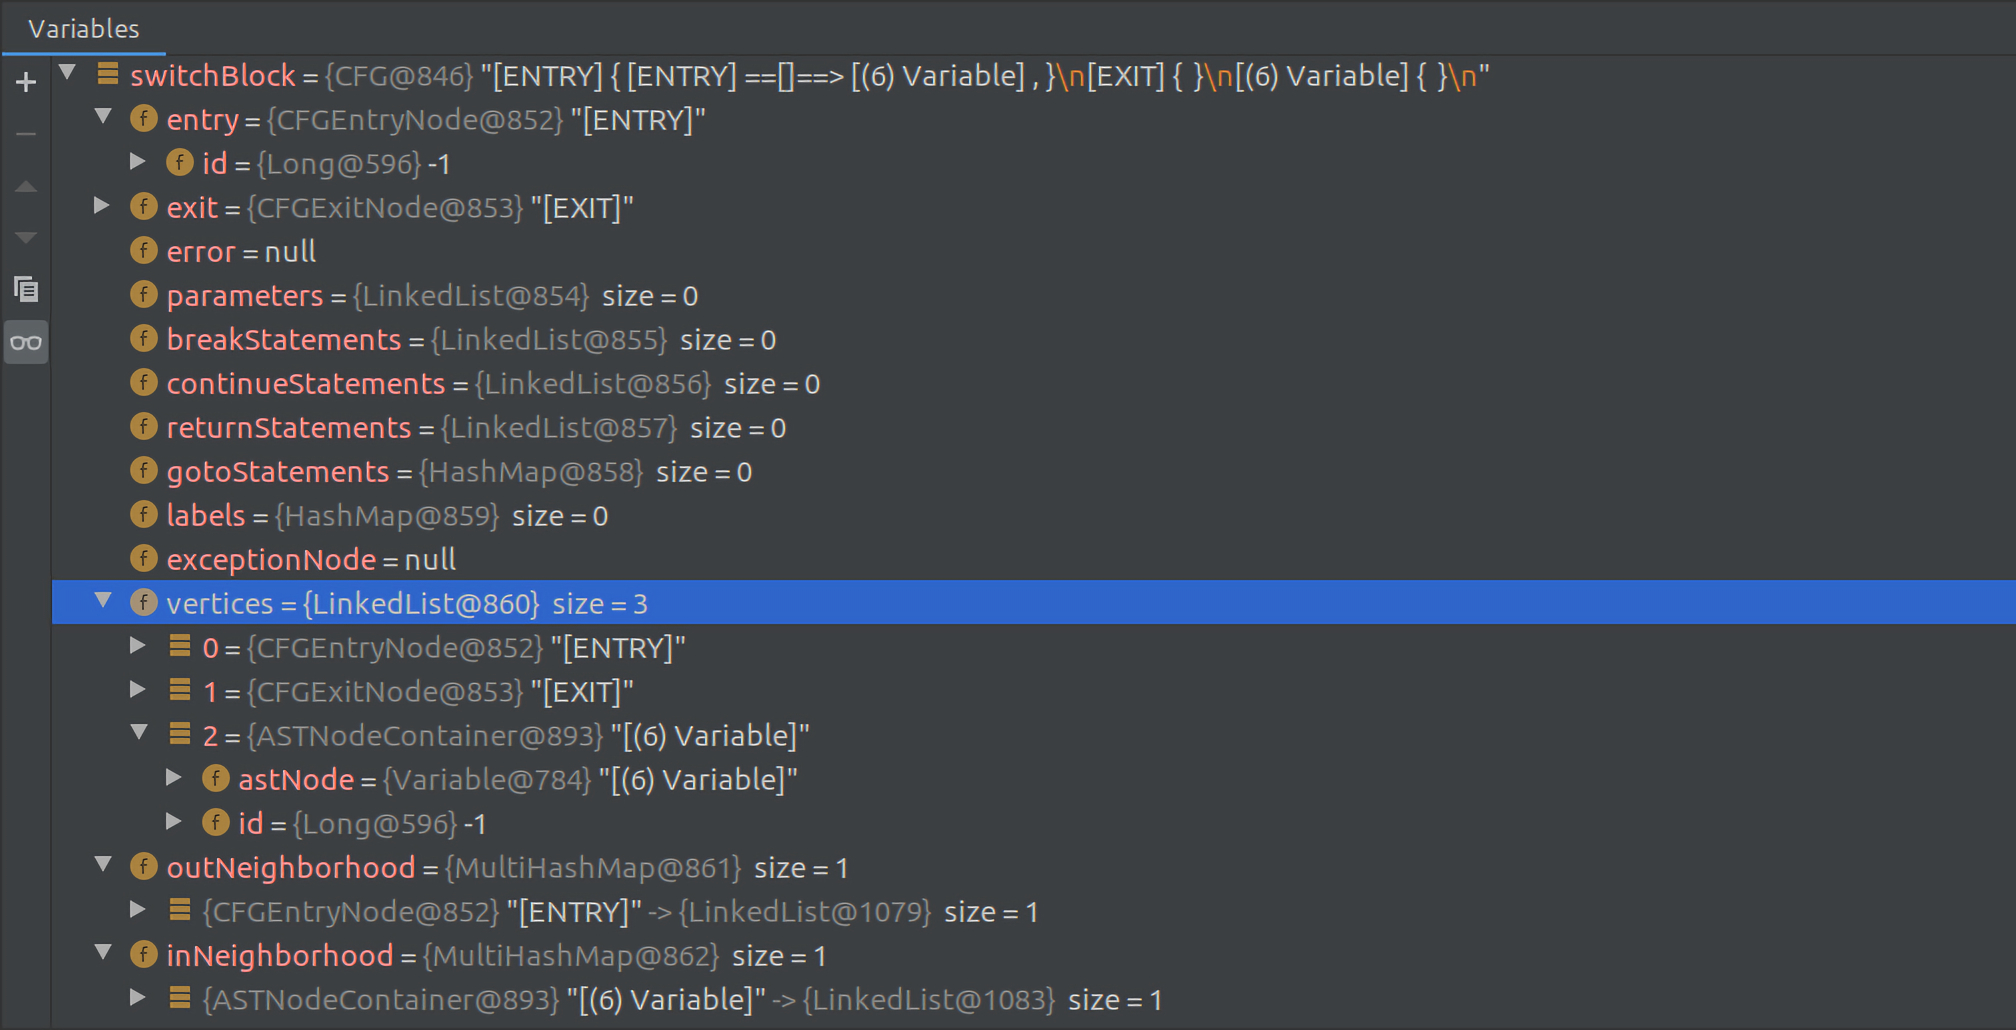 Variables
switchBlock = {CFG@846} "[ENTRY] { [ENTRY] ==[]==> [(6) Variable] , }\n[EXIT] { }\n[(6) Variable] { }\n"
f entry = {CFGEntryNode@852} "[ENTRY]"
f id = {Long@596} -1
f exit = {CFGExitNode@853} "[EXIT]"
f error = null
f parameters = {LinkedList@854} size = 0
f breakStatements = {LinkedList@855} size = 0
f continueStatements = {LinkedList@856} size = 0
f returnStatements = {LinkedList@857} size = 0
f gotoStatements = {HashMap@858} size = 0
f labels = {HashMap@859} size = 0
f exceptionNode = null
f vertices = {LinkedList@860} size = 3
0 = {CFGEntryNode@852} "[ENTRY]"
1 = {CFGExitNode@853} "[EXIT]"
2 = {ASTNodeContainer@893} "[(6) Variable]"
f astNode = {Variable@784} "[(6) Variable]"
f id = {Long@596} -1
f outNeighborhood = {MultiHashMap@861} size = 1
{CFGEntryNode@852} "[ENTRY]" -> {LinkedList@1079} size = 1
f inNeighborhood = {MultiHashMap@862} size = 1
{ASTNodeContainer@893} "[(6) Variable]" -> {LinkedList@1083} size = 1